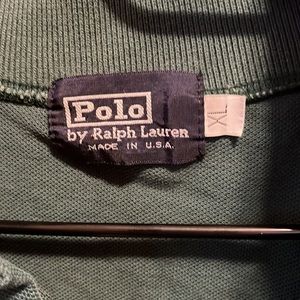 Polo
by Ralph Lauren
MADE IN U.S.A.
XL